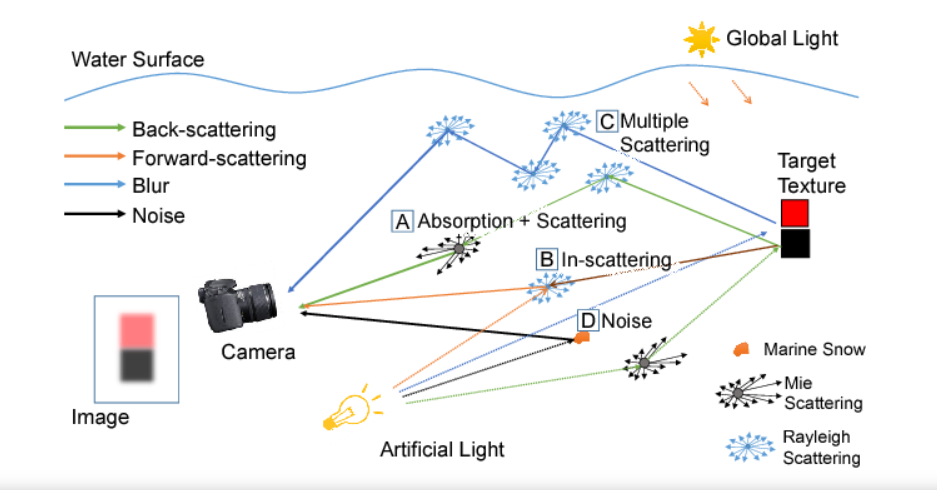 Global Light
Water Surface
Back-scattering
Forward-scattering
Blur
Noise
C Multiple
Scattering
Target
Texture
A Absorption + Scattering
B In-scattering
D Noise
Camera
Image
Artificial Light
Marine Snow
Mie
Scattering
Rayleigh
Scattering